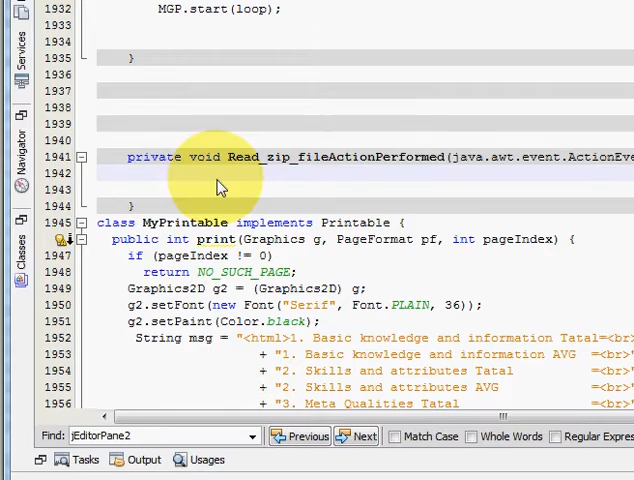 1932 MGP.start(loop);
1933
1934
1935 }
1936
1937
1938
1939
1940
1941 private void Read_zip_fileActionPerformed(java.awt.event.ActionEve
1942
1943
1944 }
1945 class MyPrintable implements Printable {
public int print(Graphics g, PageFormat pf, int pageIndex) {
1947 if (pageIndex != 0)
1948 return NO_SUCH_PAGE;
1949 Graphics2D g2 = (Graphics2D) g;
1950 g2.setFont(new Font("Serif", Font.PLAIN, 36));
1951 g2.setPaint(Color.black);
1952 String msg = "<html>1. Basic knowledge and information Tatal=<br>
1953 + "1. Basic knowledge and information AVG =<br>
1954 + "2. Skills and attributes Tatal =<br>
1955 + "2. Skills and attributes AVG =<br>
1956 + "3. Meta Qualities Tatal =<br>
Services
Navigator
Classes
Find: jEditorPane2 Previous Next Match Case Whole Words Regular Expres
Tasks Output Usages